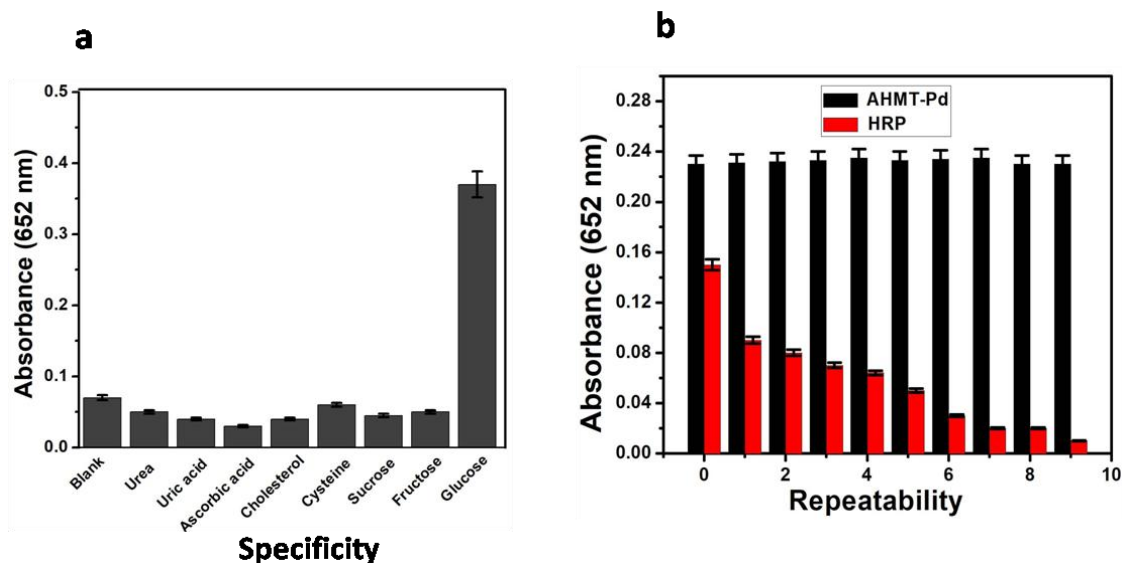 a
0.5
0.4
0.3
0.2
0.1
0.0
Absorbance (652 nm)
Blank
Urea
Uric acid
Ascorbic acid
Cholesterol
Cysteine
Sucrose
Fructose
Glucose
Specificity
b
AHMT-Pd
HRP
0.28
0.24
0.20
0.16
0.12
0.08
0.04
0.00
Absorbance (652 nm)
0 2 4 6 8 10
Repeatability